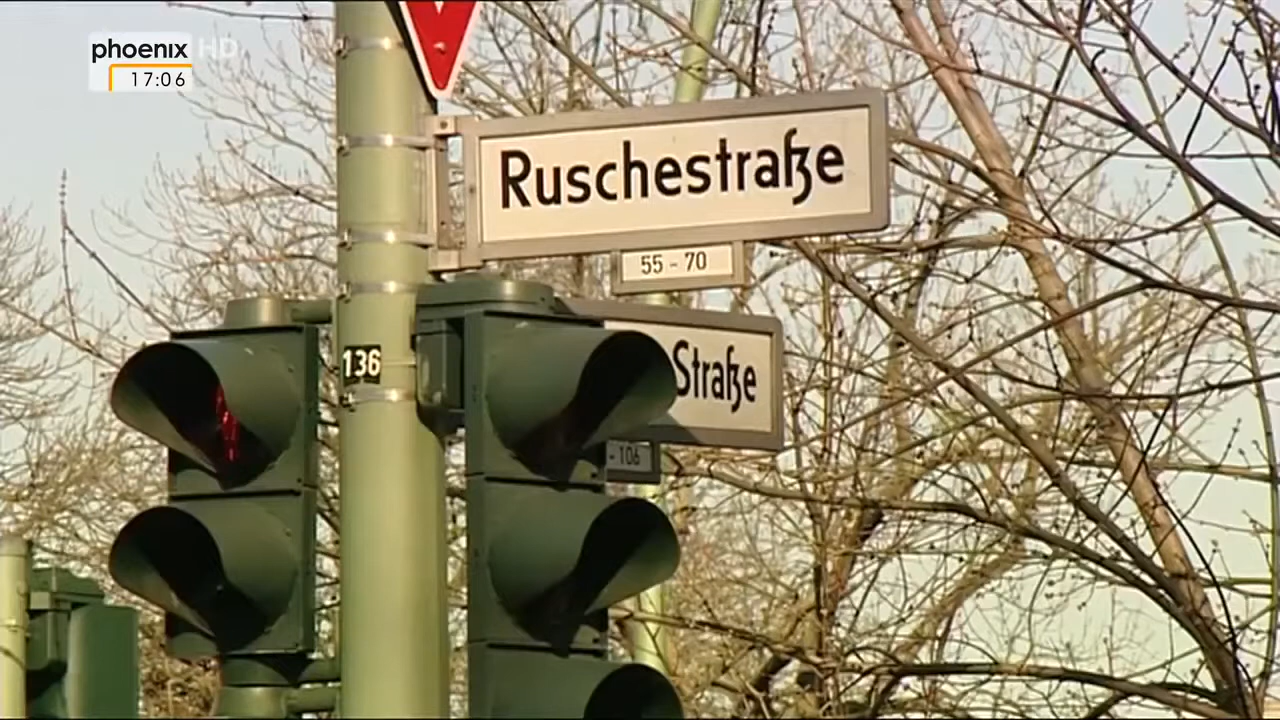 phoenix HD
17:06
Ruschestraße
55 - 70
136
Straße
- 106